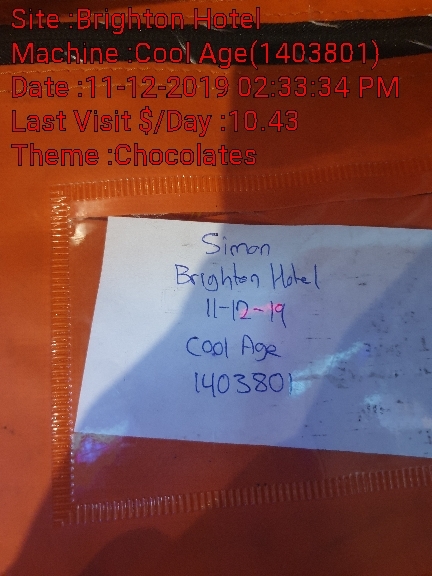 Site :Brighton Hotel
Machine :Cool Age(1403801)
Date :11-12-2019 02:33:34 PM
Last Visit $/Day :10.43
Theme :Chocolates
Simon
Brighton Hotel
11-12-19
Cool Age
1403801